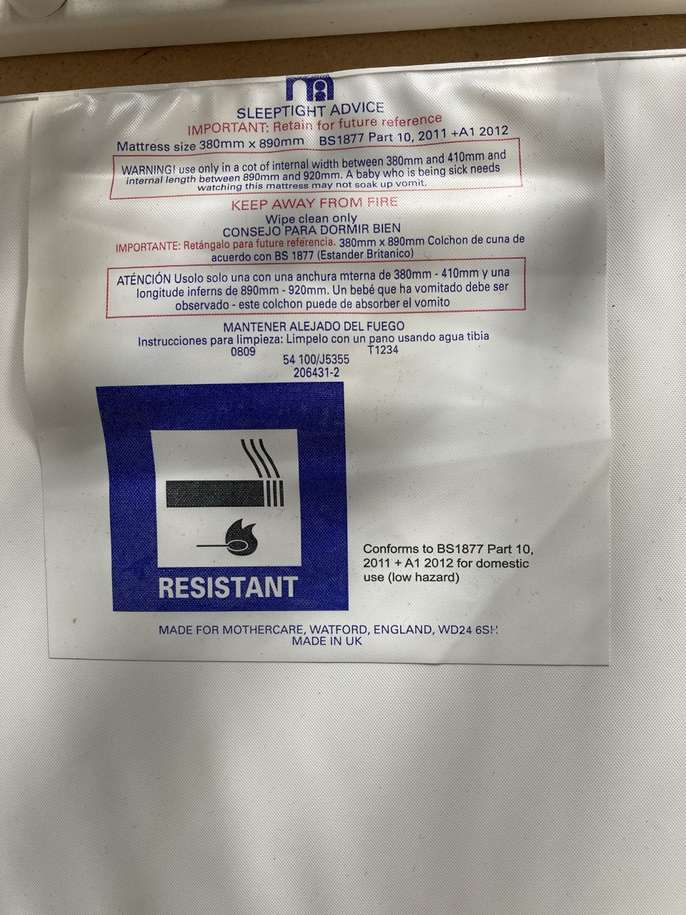 SLEEPTIGHT ADVICE
IMPORTANT: Retain for future reference
Mattress size 380mm x 890mm BS1877 Part 10, 2011 +A1 2012
WARNING! use only in a cot of internal width between 380mm and 410mm and
internal length between 890mm and 920mm. A baby who is being sick needs
watching this mattress may not soak up vomit.
KEEP AWAY FROM FIRE
Wipe clean only
CONSEJO PARA DORMIR BIEN
IMPORTANTE: Retángalo para future referencia. 380mm x 890mm Colchon de cuna de
acuerdo con BS 1877 (Estander Britanico)
ATÉNCIÓN Usolo solo una con una anchura mterna de 380mm - 410mm y una
longitude inferns de 890mm - 920mm. Un bebé que ha vomitado debe ser
observado - este colchon puede de absorber el vomito
MANTENER ALEJADO DEL FUEGO
Instrucciones para limpieza: Limpelo con un pano usando agua tibia
0809 T1234
54 100/J5355
206431-2
RESISTANT
Conforms to BS1877 Part 10,
2011 + A1 2012 for domestic
use (low hazard)
MADE FOR MOTHERCARE, WATFORD, ENGLAND, WD24
MADE IN UK